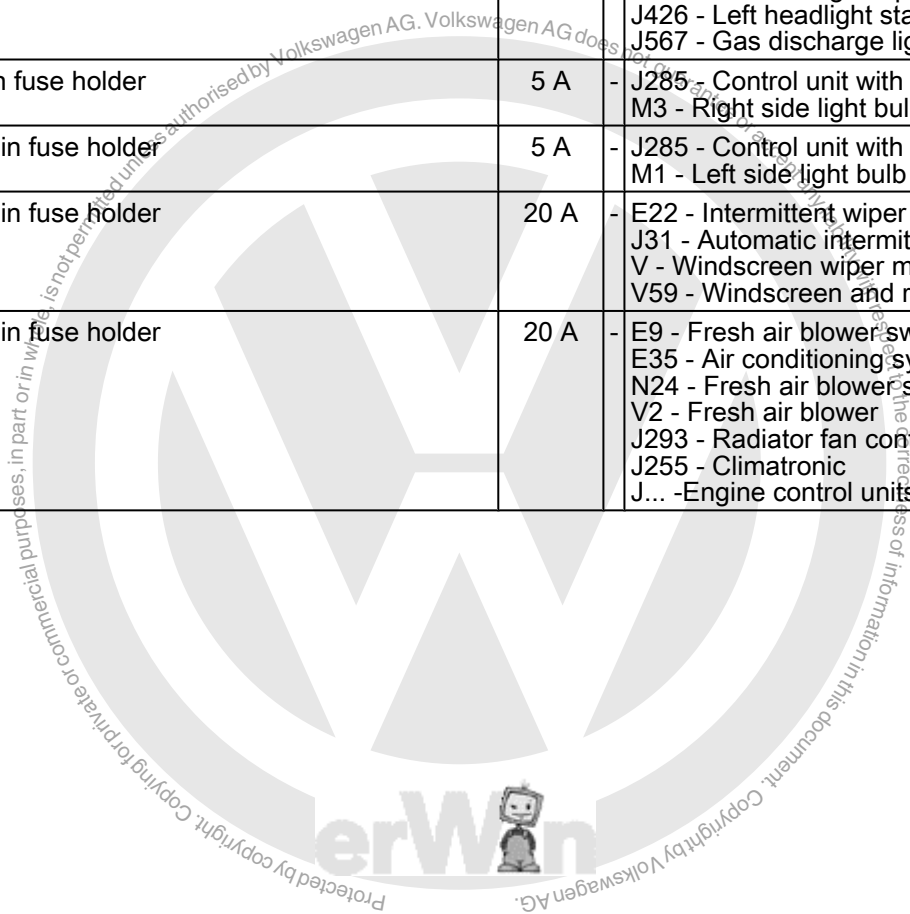 J426 - Left headlight sta
J567 - Gas discharge lig
n fuse holder 5 A - J285 - Control unit with
M3 - Right side light bul
in fuse holder 5 A - J285 - Control unit with
M1 - Left side light bulb
in fuse holder 20 A - E22 - Intermittent wiper
J31 - Automatic intermit
V - Windscreen wiper m
V59 - Windscreen and r
in fuse holder 20 A - E9 - Fresh air blower sw
E35 - Air conditioning sy
N24 - Fresh air blower s
V2 - Fresh air blower
J293 - Radiator fan con
J255 - Climatronic
J... -Engine control units
Protected by copyright. Copying for private or commercial purposes, in part or in whole, is not permitted unless authorised by Volkswagen AG. Volkswagen AG does not guarantee or accept any liability with respect to the correctness of information in this document. Copyright by Volkswagen AG.
erWin